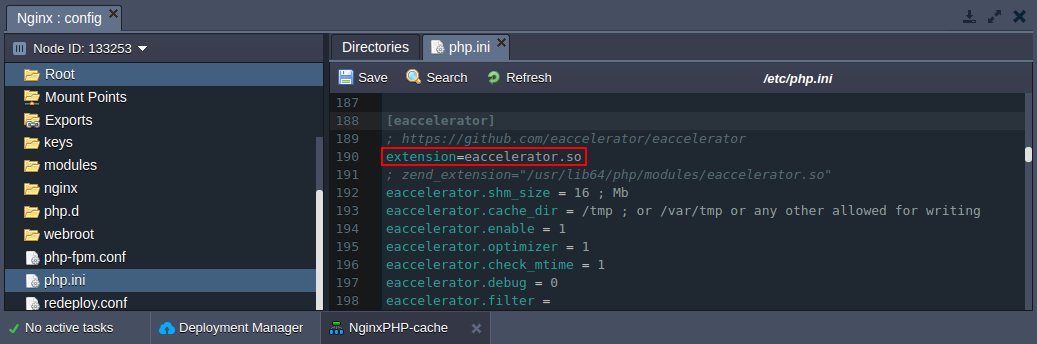 Nginx : config
Node ID: 133253
Root
Mount Points
Exports
keys
modules
nginx
php.d
webroot
php-fpm.conf
php.ini
redeploy.conf
Directories
php.ini
Save
Search
Refresh
/etc/php.ini
187
188 [eaccelerator]
189 ; https://github.com/eaccelerator/eaccelerator
190 extension=eaccelerator.so
191 ; zend_extension="/usr/lib64/php/modules/eaccelerator.so"
192 eaccelerator.shm_size = 16 ; Mb
193 eaccelerator.cache_dir = /tmp ; or /var/tmp or any other allowed for writing
194 eaccelerator.enable = 1
195 eaccelerator.optimizer = 1
196 eaccelerator.check_mtime = 1
197 eaccelerator.debug = 0
198 eaccelerator.filter =
No active tasks
Deployment Manager
NginxPHP-cache